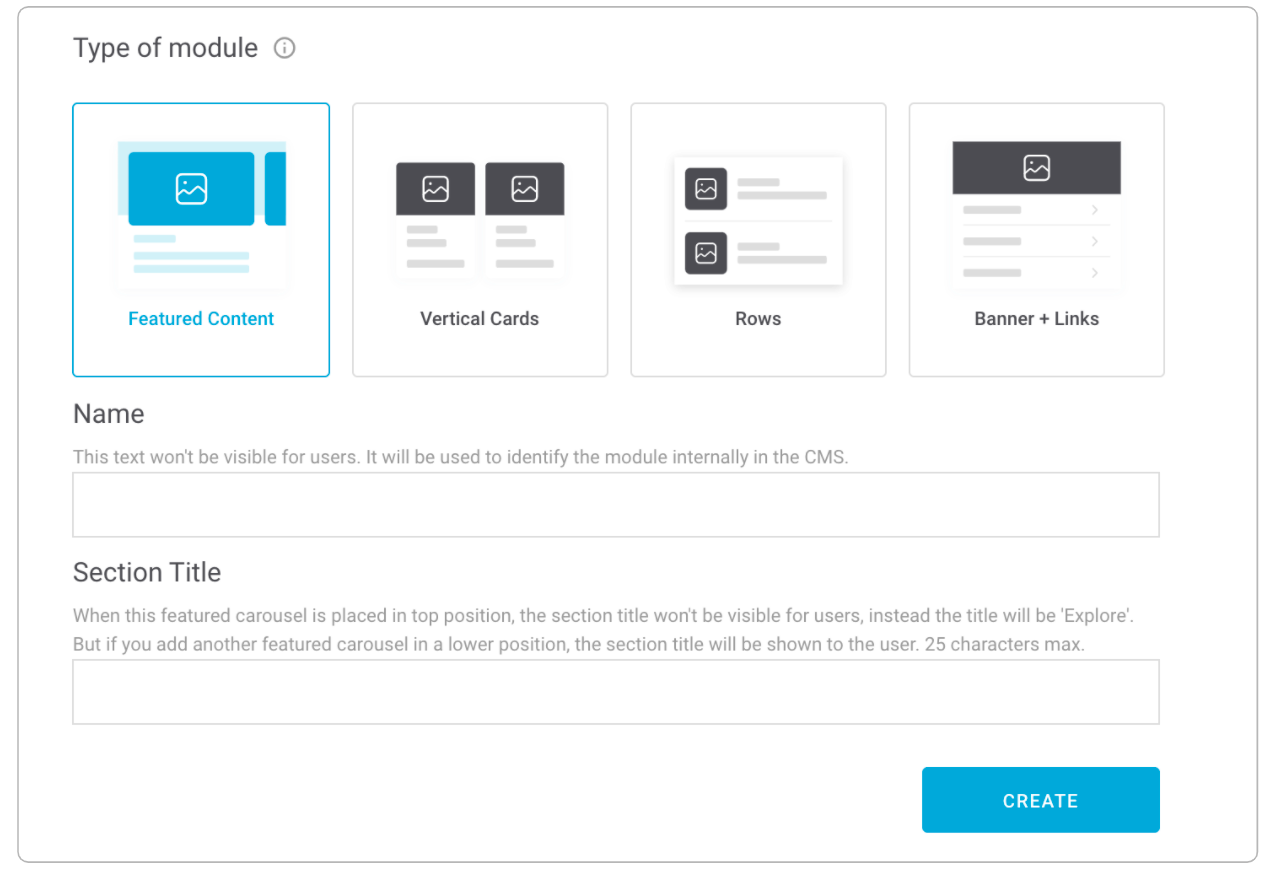 Type of module
Featured Content
Vertical Cards
Rows
Banner + Links
Name
This text won't be visible for users. It will be used to identify the module internally in the CMS.
Section Title
When this featured carousel is placed in top position, the section title won't be visible for users, instead the title will be 'Explore'.
But if you add another featured carousel in a lower position, the section title will be shown to the user. 25 characters max.
CREATE